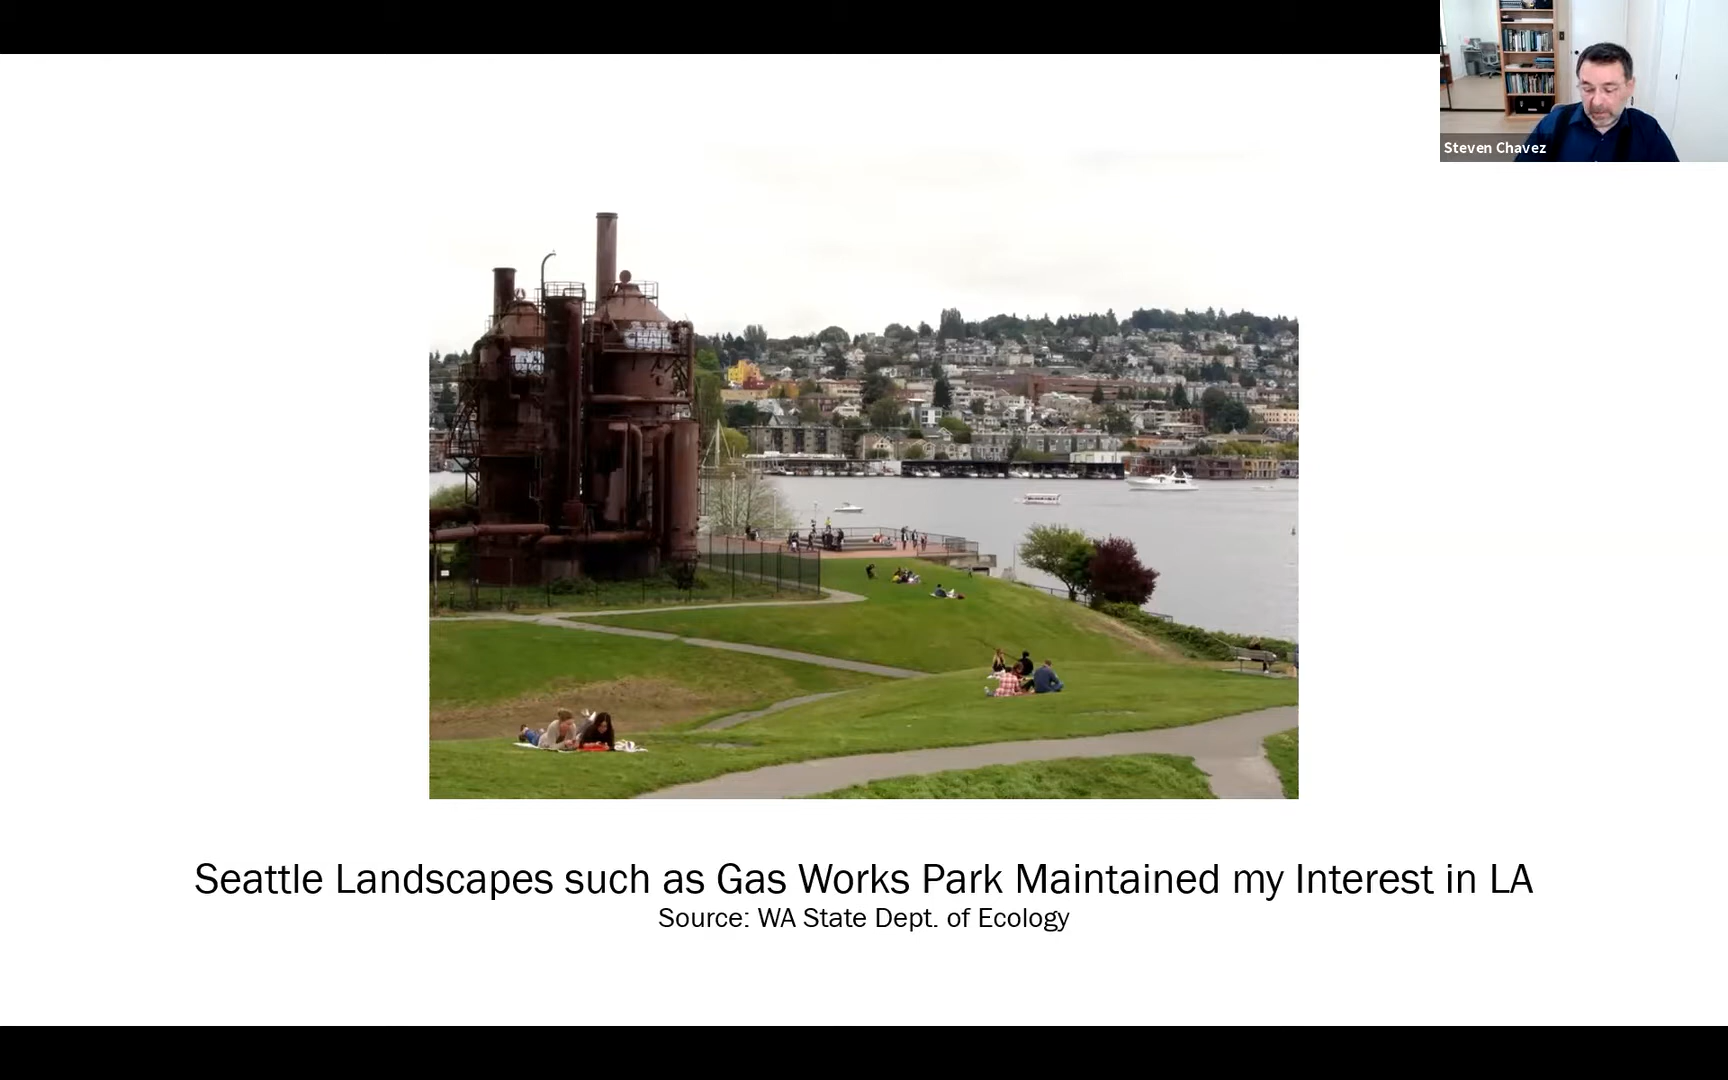 Steven Chavez
Seattle Landscapes such as Gas Works Park Maintained my Interest in LA
Source: WA State Dept. of Ecology